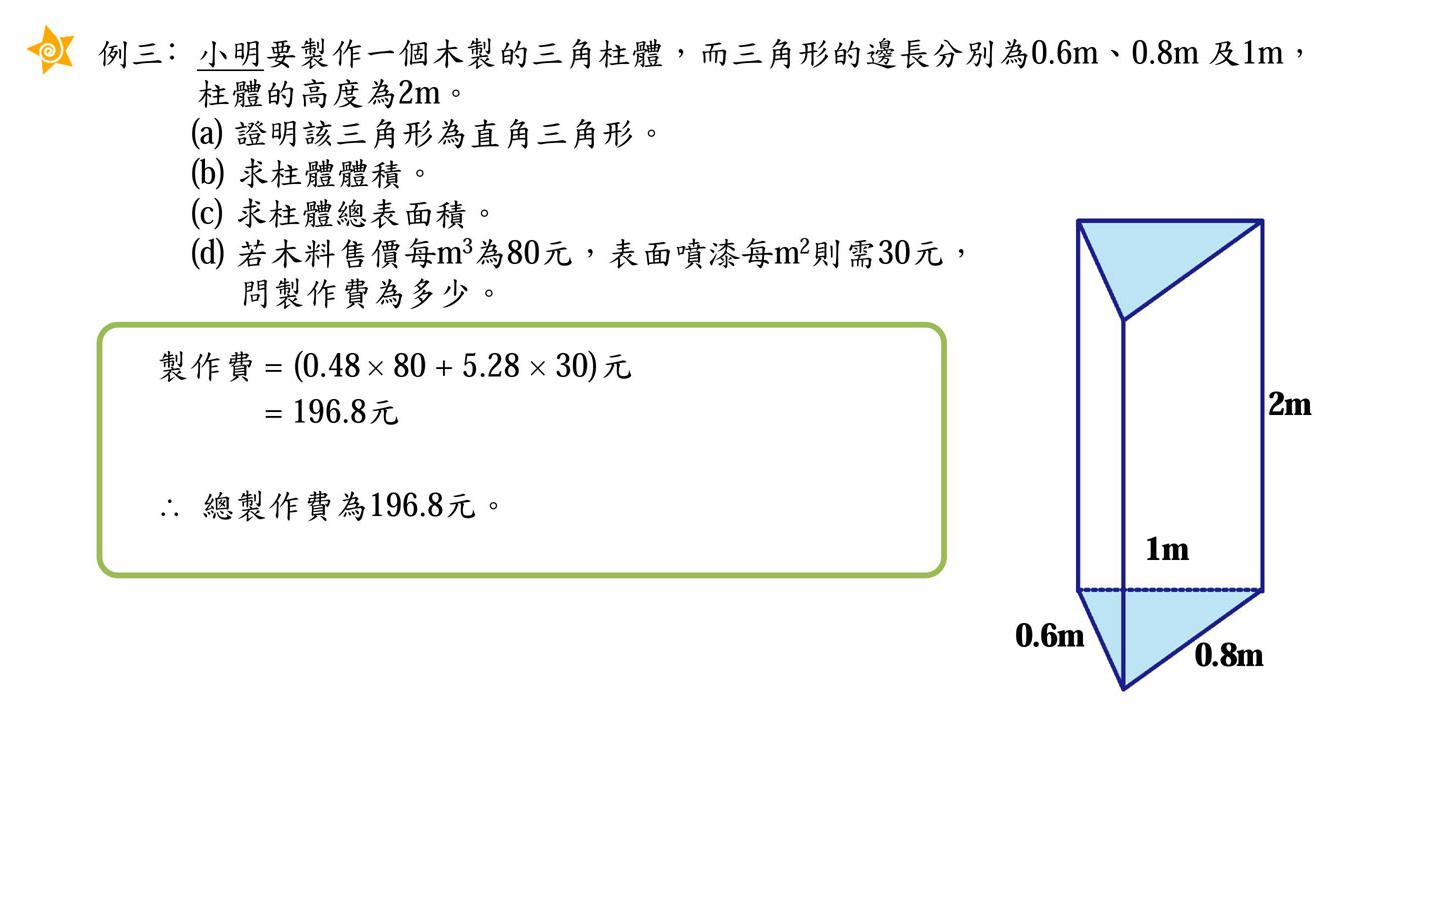 例三： 小明要製作一個木製的三角柱體，而三角形的邊長分別為0.6m、0.8m 及1m，
柱體的高度為2m。
(a) 證明該三角形為直角三角形。
(b) 求柱體體積。
(c) 求柱體總表面積。
(d) 若木料售價每m³為80元，表面噴漆每m²則需30元，
問製作費為多少。
製作費 = (0.48 × 80 + 5.28 × 30)元
= 196.8元
∴ 總製作費為196.8元。
2m
1m
0.6m
0.8m